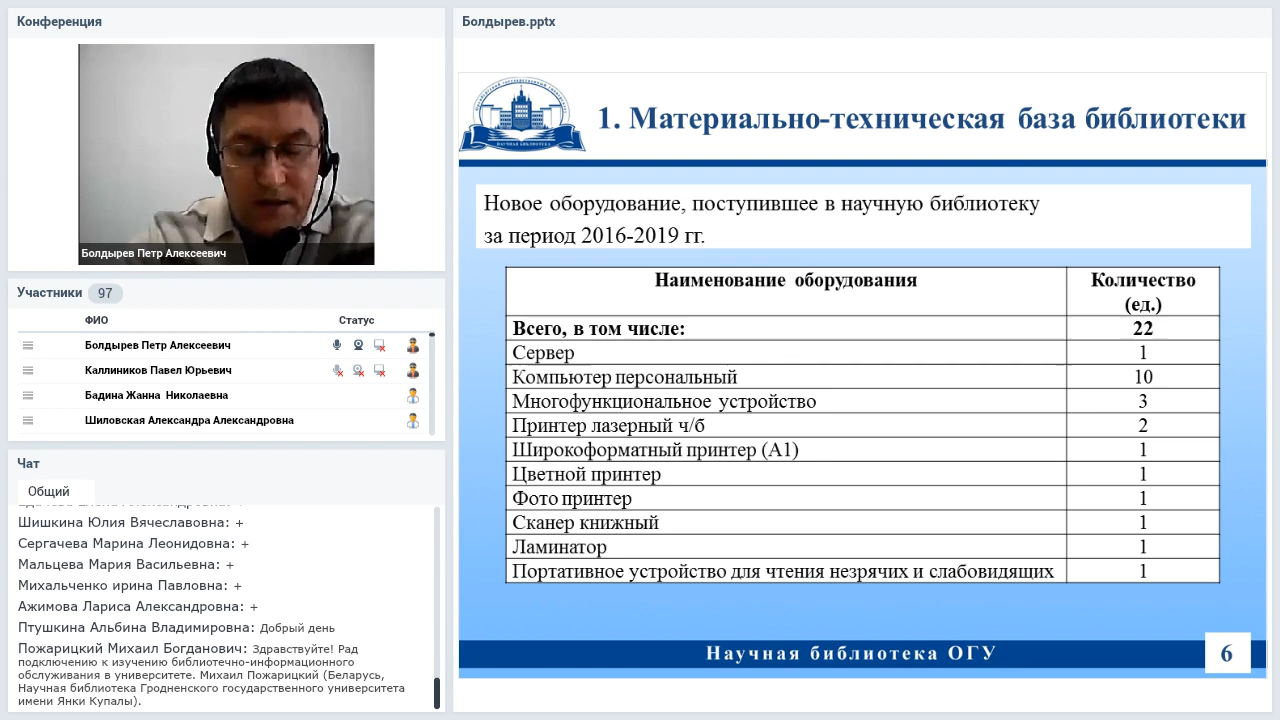 Конференция
Болдырев Петр Алексеевич
Участники 97
ФИО Статус
Болдырев Петр Алексеевич
Каллиников Павел Юрьевич
Бадина Жанна Николаевна
Шиловская Александра Александровна
Чат
Общий
Шишкина Юлия Вячеславовна: +
Сергачева Марина Леонидовна: +
Мальцева Мария Васильевна: +
Михальченко ирина Павловна: +
Ажимова Лариса Александровна: +
Птушкина Альбина Владимировна: Добрый день
Пожарицкий Михаил Богданович: Здравствуйте! Рад
подключению к изучению библиотечно-информационного
обслуживания в университете. Михаил Пожарицкий (Беларусь,
Научная библиотека Гродненского государственного университета
имени Янки Купалы).
Болдырев.pptx
НАУЧНАЯ БИБЛИОТЕКА
1. Материально-техническая база библиотеки
Новое оборудование, поступившее в научную библиотеку
за период 2016-2019 гг.
Наименование оборудования Количество
(ед.)
Всего, в том числе: 22
Сервер 1
Компьютер персональный 10
Многофункциональное устройство 3
Принтер лазерный ч/б 2
Широкоформатный принтер (А1) 1
Цветной принтер 1
Фото принтер 1
Сканер книжный 1
Ламинатор 1
Портативное устройство для чтения незрячих и слабовидящих 1
Научная библиотека ОГУ
6